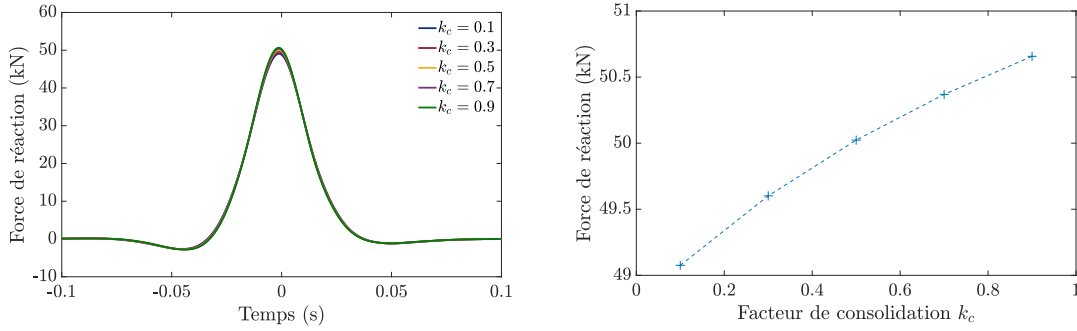 60
50
40
30
20
10
0
-10
-0.1
-0.05
0
0.05
0.1
Force de réaction (kN)
Temps (s)
k_c = 0.1
k_c = 0.3
k_c = 0.5
k_c = 0.7
k_c = 0.9
51
50.5
50
49.5
49
0
0.2
0.4
0.6
0.8
1
Force de réaction (kN)
Facteur de consolidation k_c